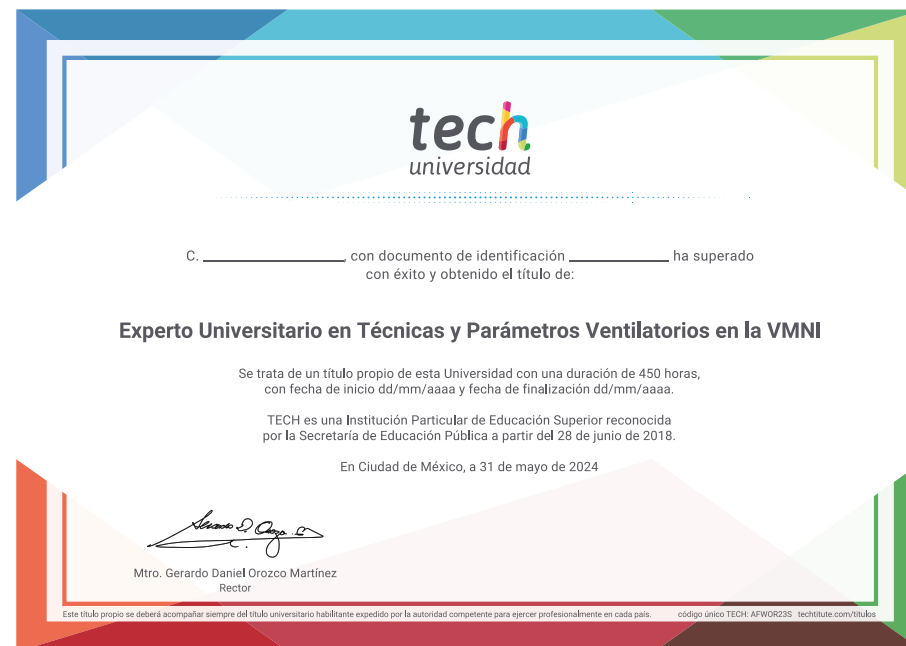 tech
universidad
C. ____________, con documento de identificación ____________ ha superado
con éxito y obtenido el título de:
Experto Universitario en Técnicas y Parámetros Ventilatorios en la VMNI
Se trata de un título propio de esta Universidad con una duración de 450 horas,
con fecha de inicio dd/mm/aaaa y fecha de finalización dd/mm/aaaa.
TECH es una Institución Particular de Educación Superior reconocida
por la Secretaría de Educación Pública a partir del 28 de junio de 2018.
En Ciudad de México, a 31 de mayo de 2024
Mtro. Gerardo Daniel Orozco Martínez
Rector
Este título propio se deberá acompañar siempre del título universitario habilitante expedido por la autoridad competente para ejercer profesionalmente en cada país. código único TECH: AFWOR23S techtitute.com/titulos